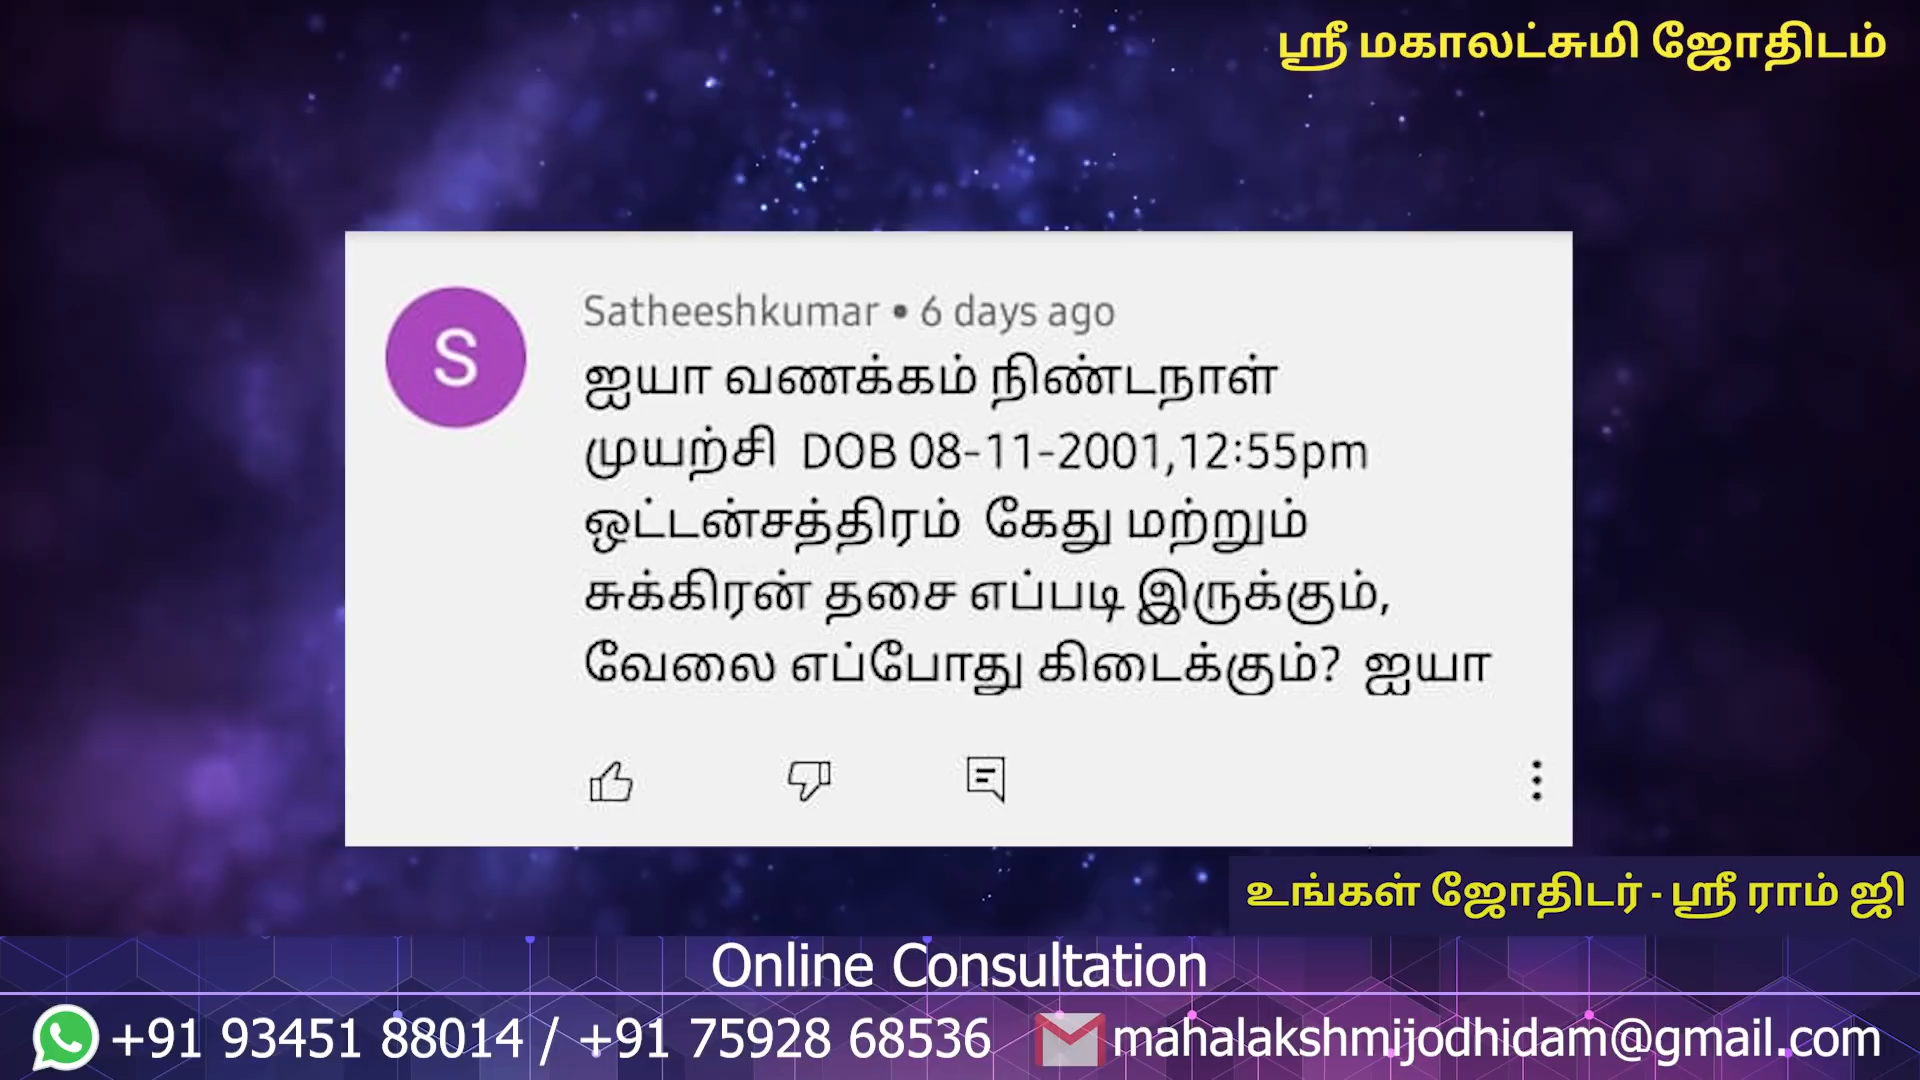 ஸ்ரீ மகாலட்சுமி ஜோதிடம்
S
Satheeshkumar • 6 days ago
ஐயா வணக்கம் நிண்டநாள்
முயற்சி DOB 08-11-2001,12:55pm
ஒட்டன்சத்திரம் கேது மற்றும்
சுக்கிரன் தசை எப்படி இருக்கும்,
வேலை எப்போது கிடைக்கும்? ஐயா
உங்கள் ஜோதிடர் - ஸ்ரீ ராம் ஜி
Online Consultation
+91 93451 88014 / +91 75928 68536 mahalakshmijodhidam@gmail.com